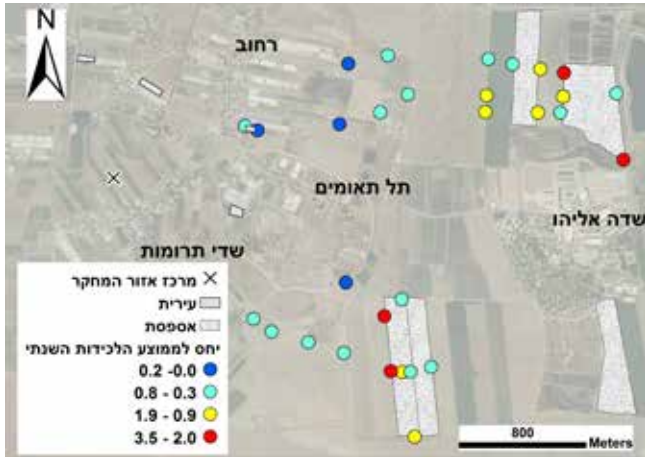 N
רחוב
תל תאומים
שדה אליהו
שדי תרומות
מרכז אזור המחקר
עירית
אספסת
יחס לממוצע הלכידות השנתי
0.2 -0.0
0.8 - 0.3
1.9 - 0.9
3.5 - 2.0
800
Meters